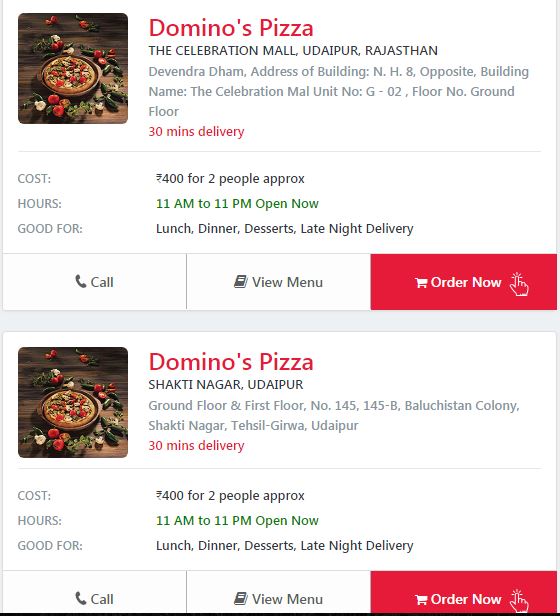 Domino's Pizza
THE CELEBRATION MALL, UDAIPUR, RAJASTHAN
Devendra Dham, Address of Building: N. H. 8, Opposite, Building
Name: The Celebration Mal Unit No: G - 02 , Floor No. Ground
Floor
30 mins delivery
COST: ₹400 for 2 people approx
HOURS: 11 AM to 11 PM Open Now
GOOD FOR: Lunch, Dinner, Desserts, Late Night Delivery
Call View Menu Order Now
Domino's Pizza
SHAKTI NAGAR, UDAIPUR
Ground Floor & First Floor, No. 145, 145-B, Baluchistan Colony,
Shakti Nagar, Tehsil-Girwa, Udaipur
30 mins delivery
COST: ₹400 for 2 people approx
HOURS: 11 AM to 11 PM Open Now
GOOD FOR: Lunch, Dinner, Desserts, Late Night Delivery
Call View Menu Order Now